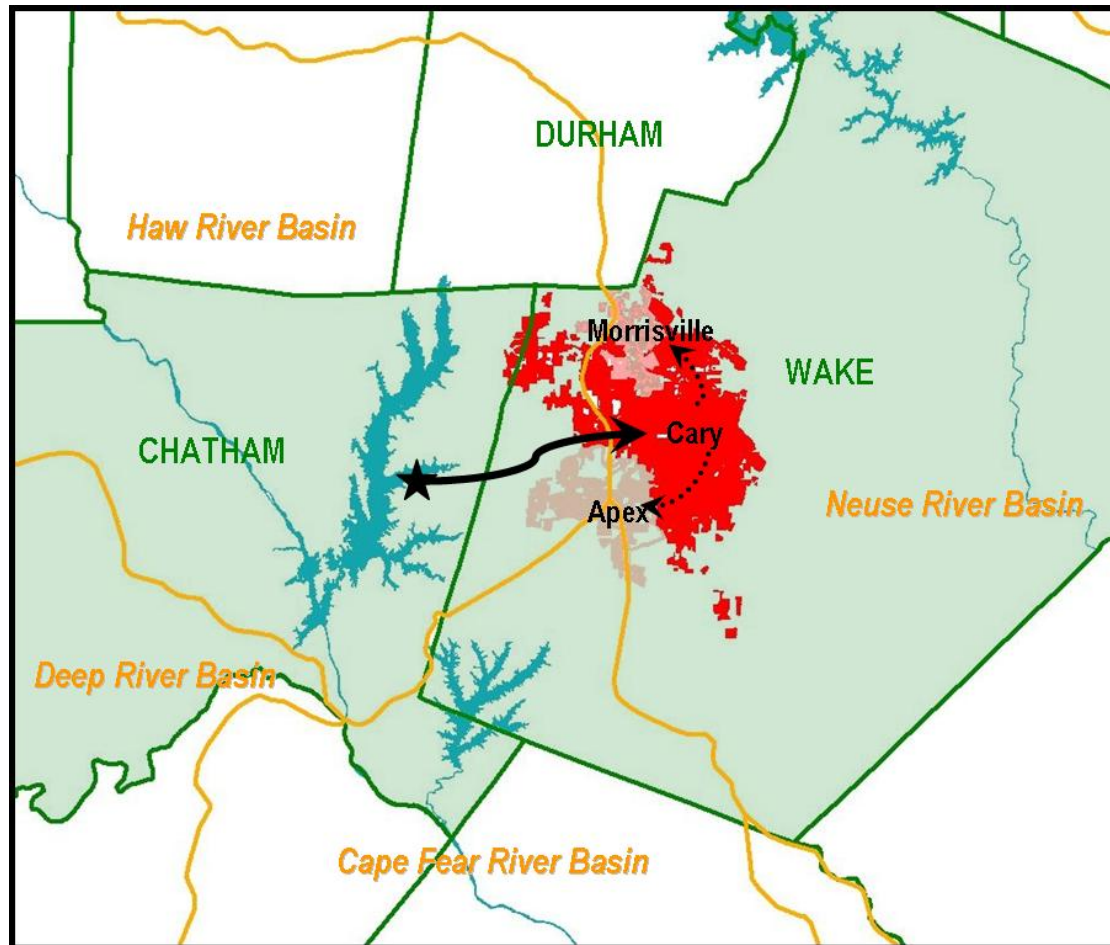 DURHAM
Haw River Basin
Morrisville
WAKE
CHATHAM
Cary
Neuse River Basin
Apex
Deep River Basin
Cape Fear River Basin